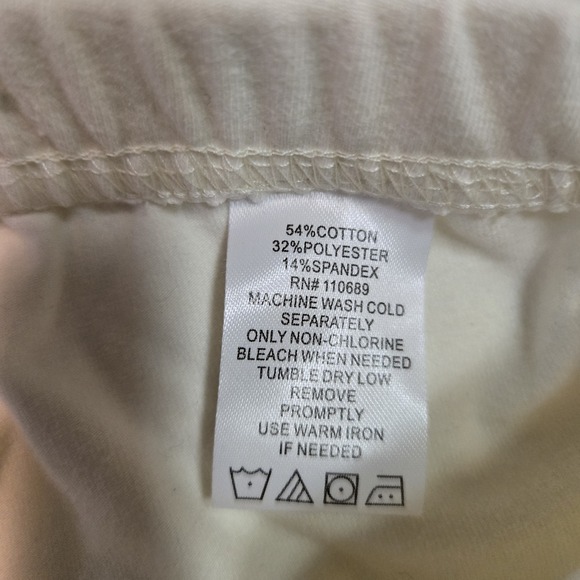 54%COTTON
32%POLYESTER
14%SPANDEX
RN# 110689
MACHINE WASH COLD
SEPARATELY
ONLY NON-CHLORINE
BLEACH WHEN NEEDED
TUMBLE DRY LOW
REMOVE
PROMPTLY
USE WARM IRON
IF NEEDED